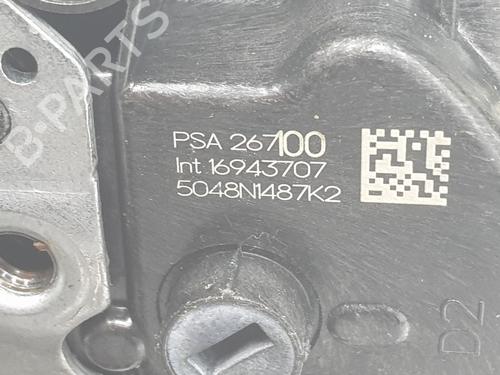 B-PARTS
PSA 267100
Int 16943707
5048N1487K2
D2